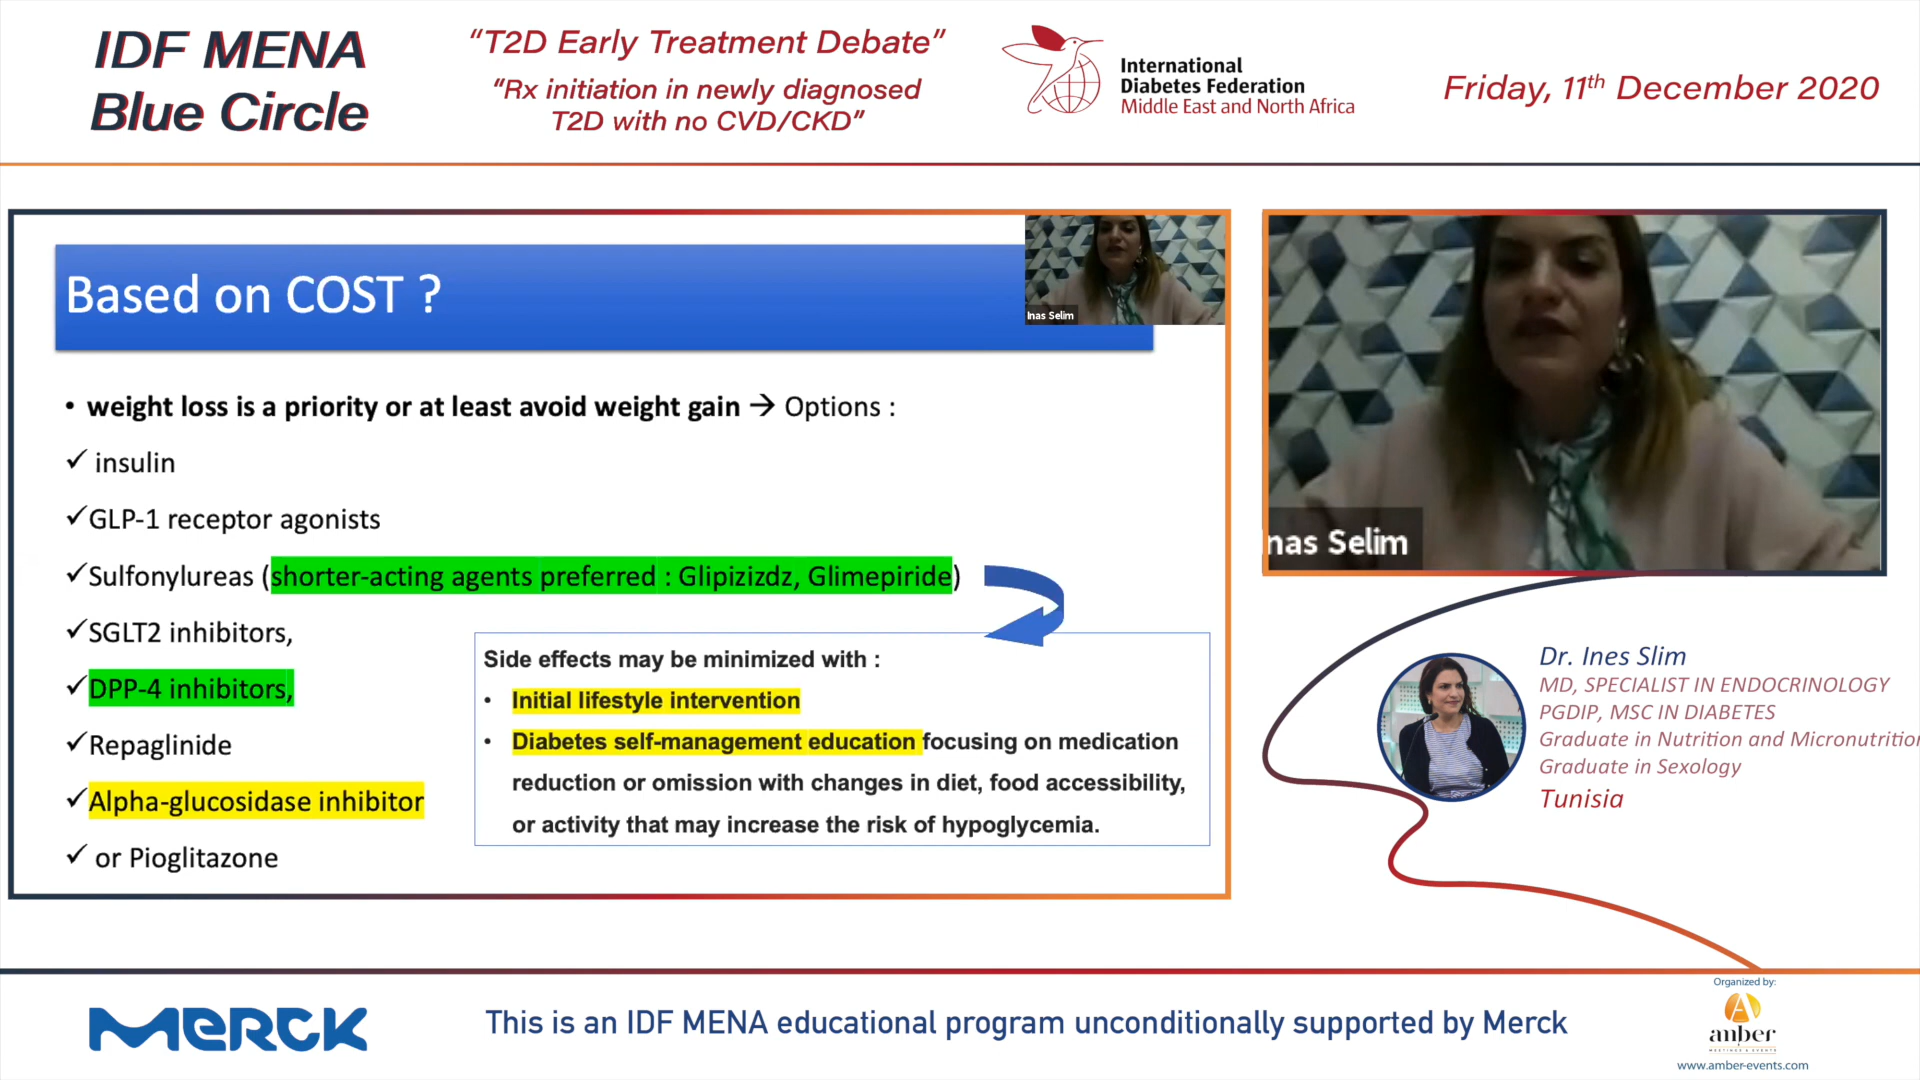 IDF MENA
Blue Circle
“T2D Early Treatment Debate”
“Rx initiation in newly diagnosed
T2D with no CVD/CKD”
International
Diabetes Federation
Middle East and North Africa
Friday, 11th December 2020
Based on COST ?
Inas Selim
• weight loss is a priority or at least avoid weight gain → Options :
✓ insulin
✓GLP-1 receptor agonists
✓Sulfonylureas (shorter-acting agents preferred : Glipizizdz, Glimepiride)
✓SGLT2 inhibitors,
✓DPP-4 inhibitors,
✓Repaglinide
✓Alpha-glucosidase inhibitor
✓ or Pioglitazone
Side effects may be minimized with :
• Initial lifestyle intervention
• Diabetes self-management education focusing on medication
reduction or omission with changes in diet, food accessibility,
or activity that may increase the risk of hypoglycemia.
nas Selim
Dr. Ines Slim
MD, SPECIALIST IN ENDOCRINOLOGY
PGDIP, MSC IN DIABETES
Graduate in Nutrition and Micronutrition
Graduate in Sexology
Tunisia
MERCK
This is an IDF MENA educational program unconditionally supported by Merck
Organized by:
amber
MEETINGS & EVENTS
www.amber-events.com